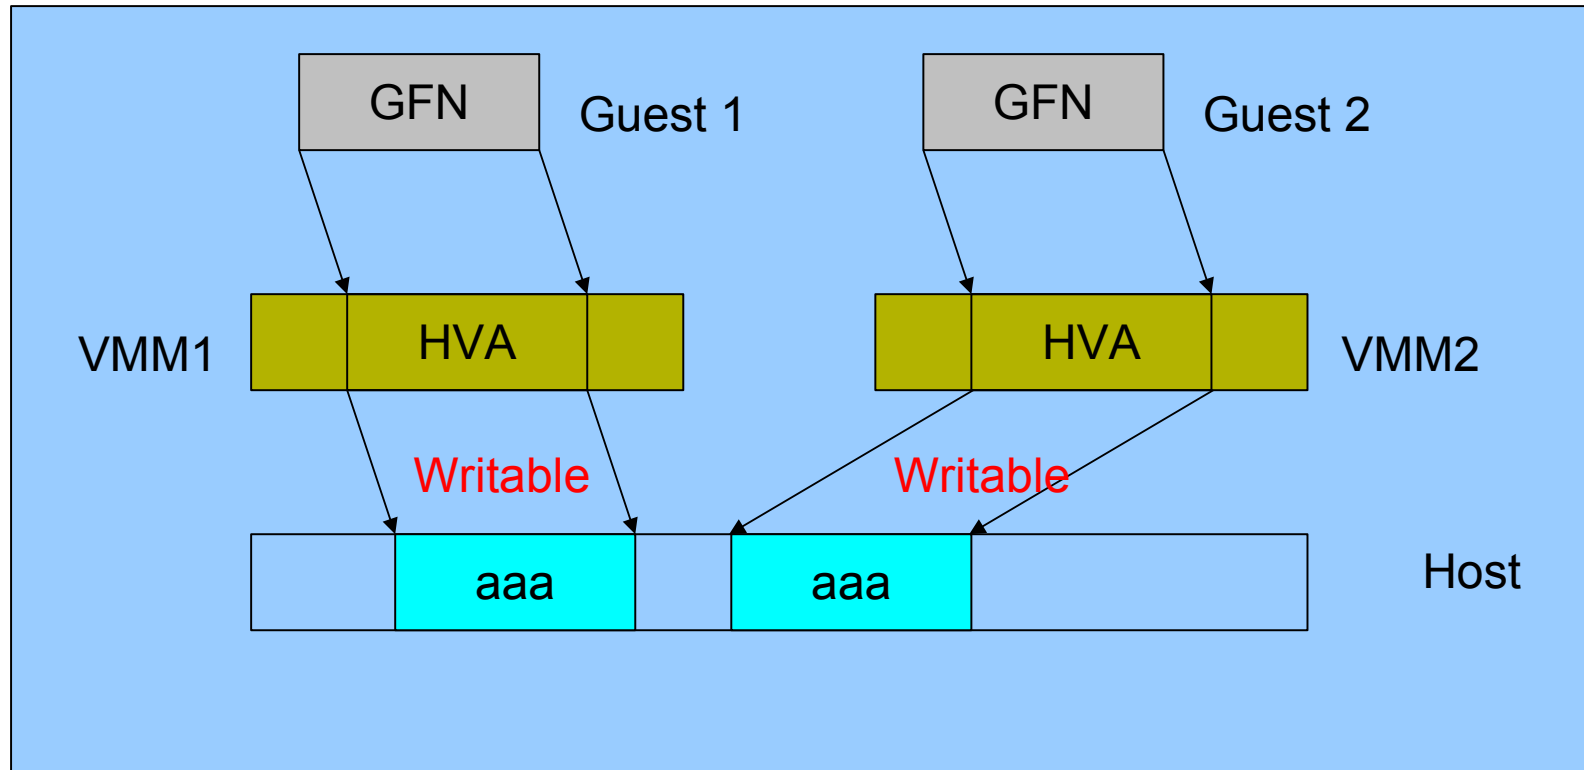 GFN
Guest 1
GFN
Guest 2
VMM1
HVA
HVA
VMM2
Writable
Writable
aaa
aaa
Host